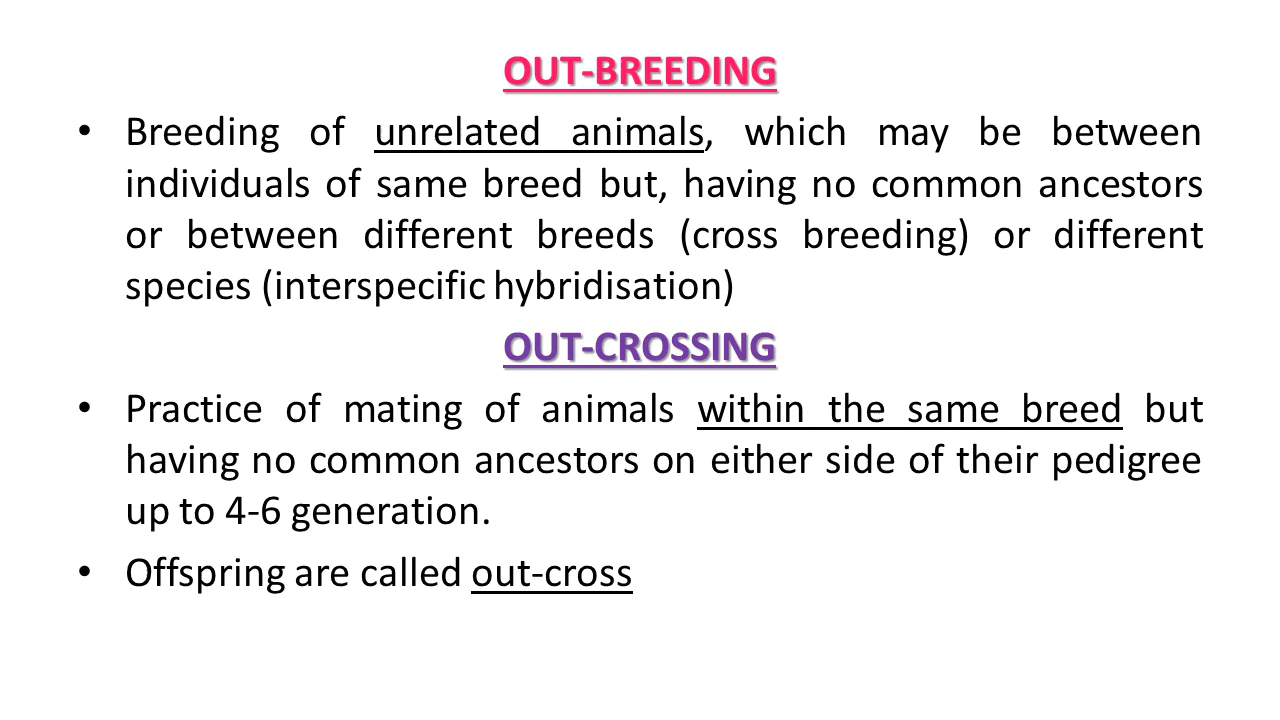 OUT-BREEDING
• Breeding of unrelated animals, which may be between
individuals of same breed but, having no common ancestors
or between different breeds (cross breeding) or different
species (interspecific hybridisation)
OUT-CROSSING
• Practice of mating of animals within the same breed but
having no common ancestors on either side of their pedigree
up to 4-6 generation.
• Offspring are called out-cross